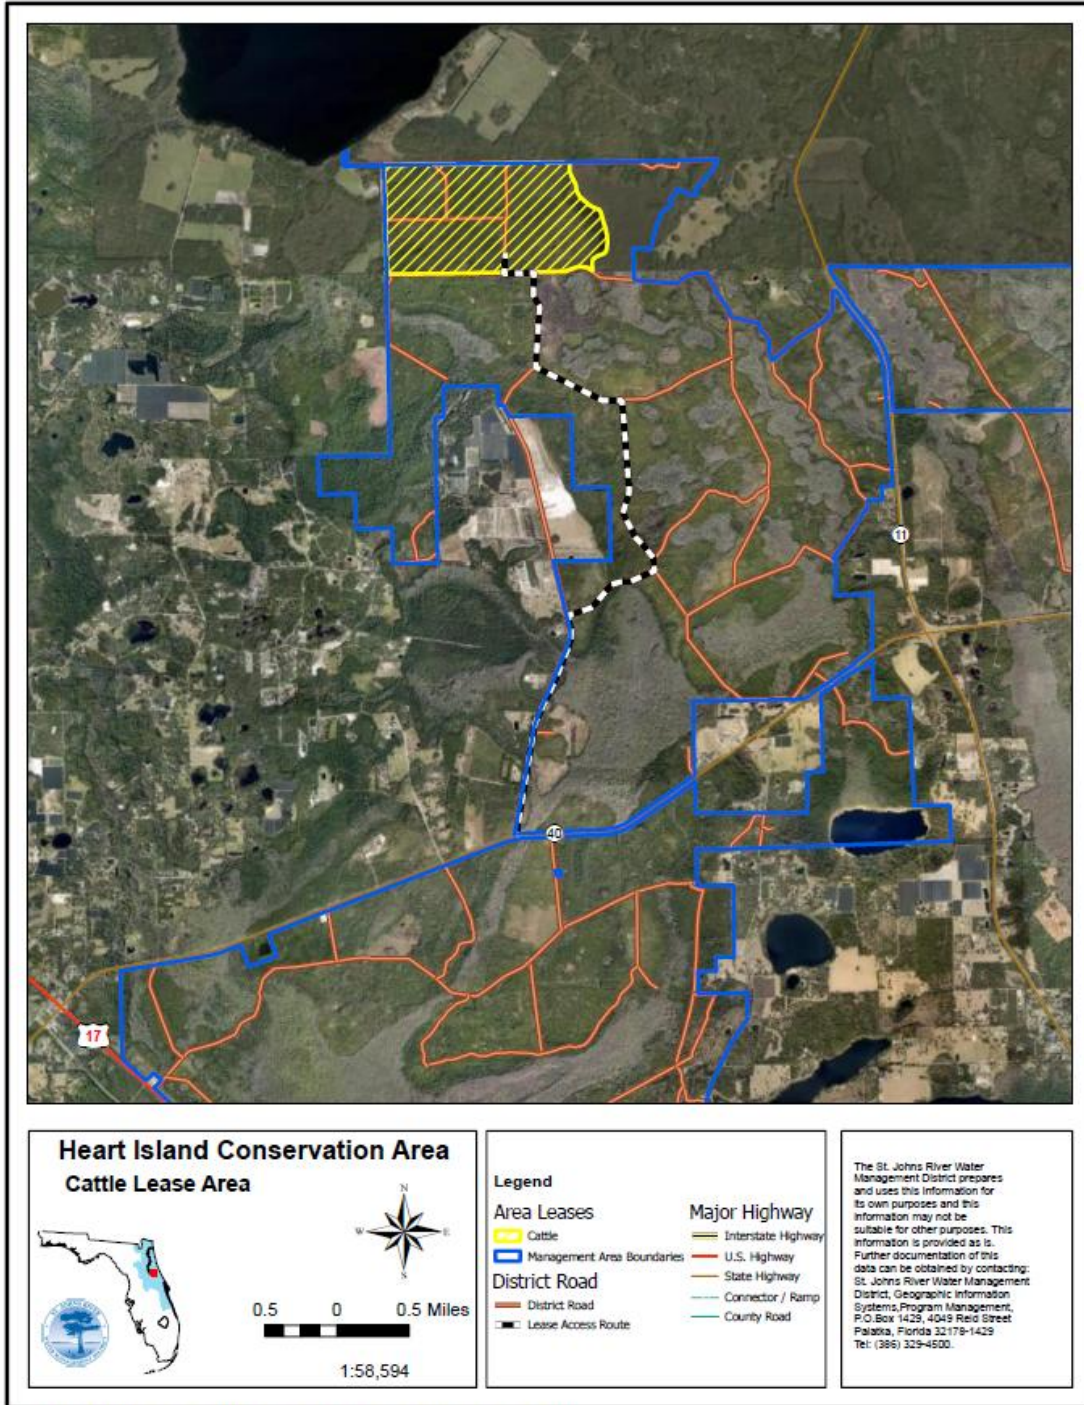 11
40
17
Heart Island Conservation Area
Cattle Lease Area
N
W
E
S
0.5 0 0.5 Miles
1:58,594
Legend
Area Leases
Cattle
Management Area Boundaries
District Road
District Road
Lease Access Route
Major Highway
Interstate Highway
U.S. Highway
State Highway
Connector / Ramp
County Road
The St. Johns River Water
Management District prepares
and uses this information for
its own purposes and this
information may not be
suitable for other purposes. This
information is provided as is.
Further documentation of this
data can be obtained by contacting:
St. Johns River Water Management
District, Geographic Information
Systems,Program Management,
P.O.Box 1429, 4049 Reid Street
Palatka, Florida 32178-1429
Tel: (386) 329-4500.